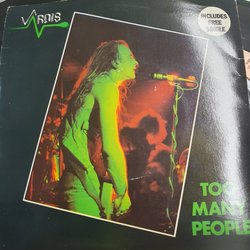 VARDIS
INCLUDES
FREE
SINGLE
TOO
MANY
PEOPLE